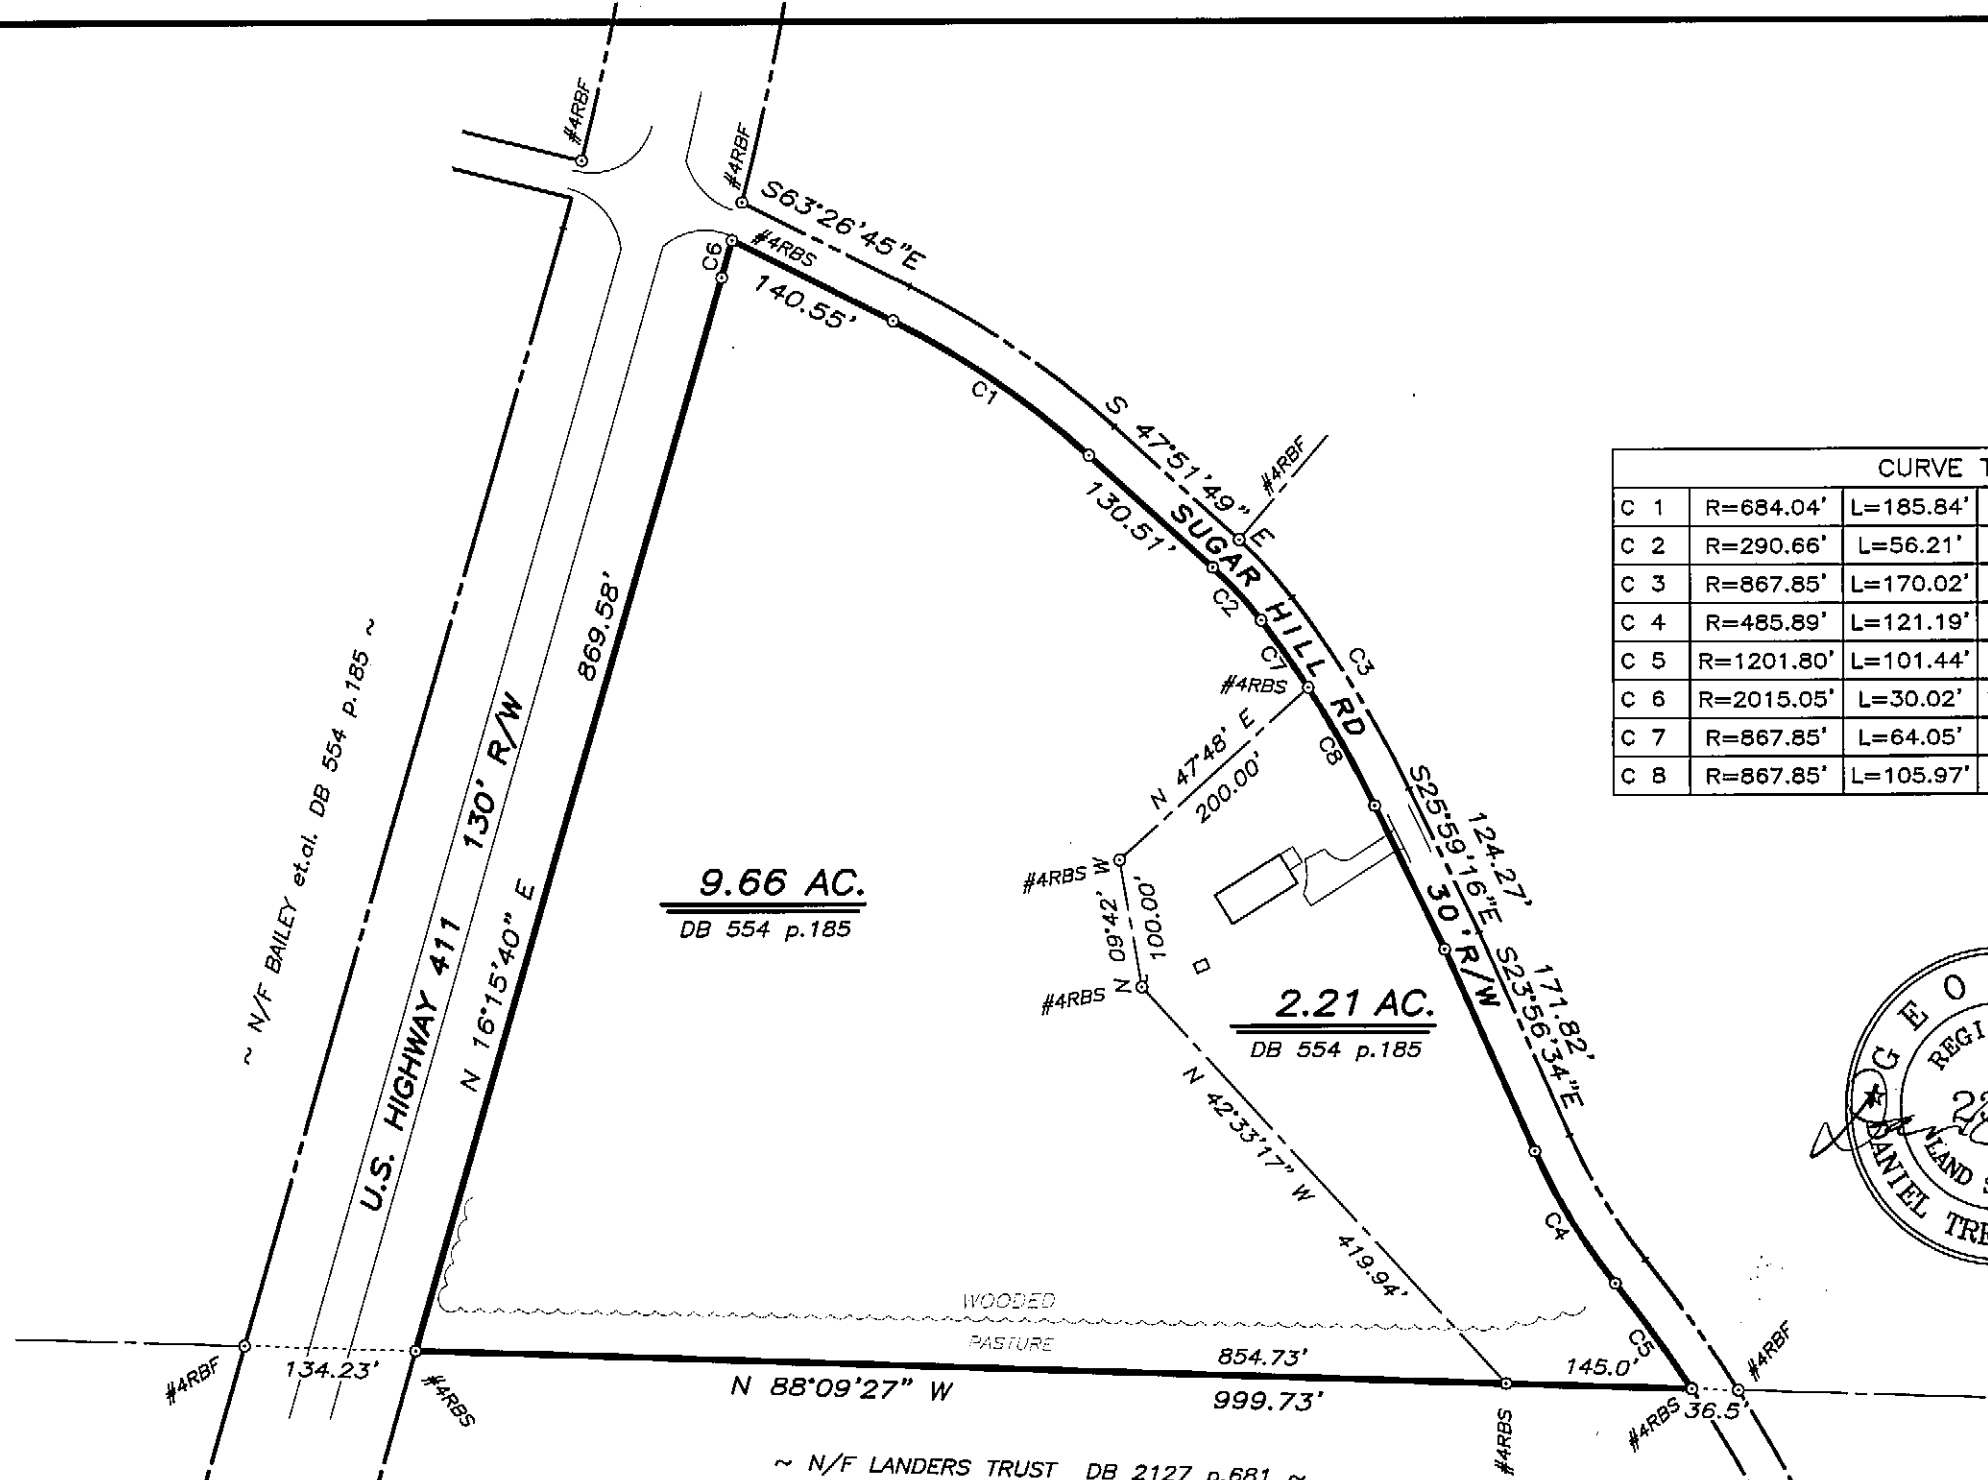 #4RBF
#4RBF
S63°26'45"E
C6
#4RBS
140.55'
C1
S 47°51'49" E
#4RBF
130.51'
SUGAR HILL RD
C2
C7
C3
#4RBS
C8
N 47°48' E
200.00'
869.58'
~ N/F BAILEY et.al. DB 554 p.185 ~
U.S. HIGHWAY 411 130' R/W
N 16°15'40" E
9.66 AC.
DB 554 p.185
#4RBS
N 09°42' W
100.00'
#4RBS
S25°59'16"E
124.27'
30' R/W
S23°56'34"E
171.82'
2.21 AC.
DB 554 p.185
N 42°33'17" W
419.94'
C4
C5
WOODED
PASTURE
134.23'
854.73'
145.0'
N 88°09'27" W
999.73'
36.5'
#4RBF
#4RBS
#4RBS
#4RBS
#4RBF
~ N/F LANDERS TRUST DB 2127 p.681 ~
CURVE T
C 1 R=684.04' L=185.84'
C 2 R=290.66' L=56.21'
C 3 R=867.85' L=170.02'
C 4 R=485.89' L=121.19'
C 5 R=1201.80' L=101.44'
C 6 R=2015.05' L=30.02'
C 7 R=867.85' L=64.05'
C 8 R=867.85' L=105.97'
GEO
REGI
LAND S
DANIEL TRE